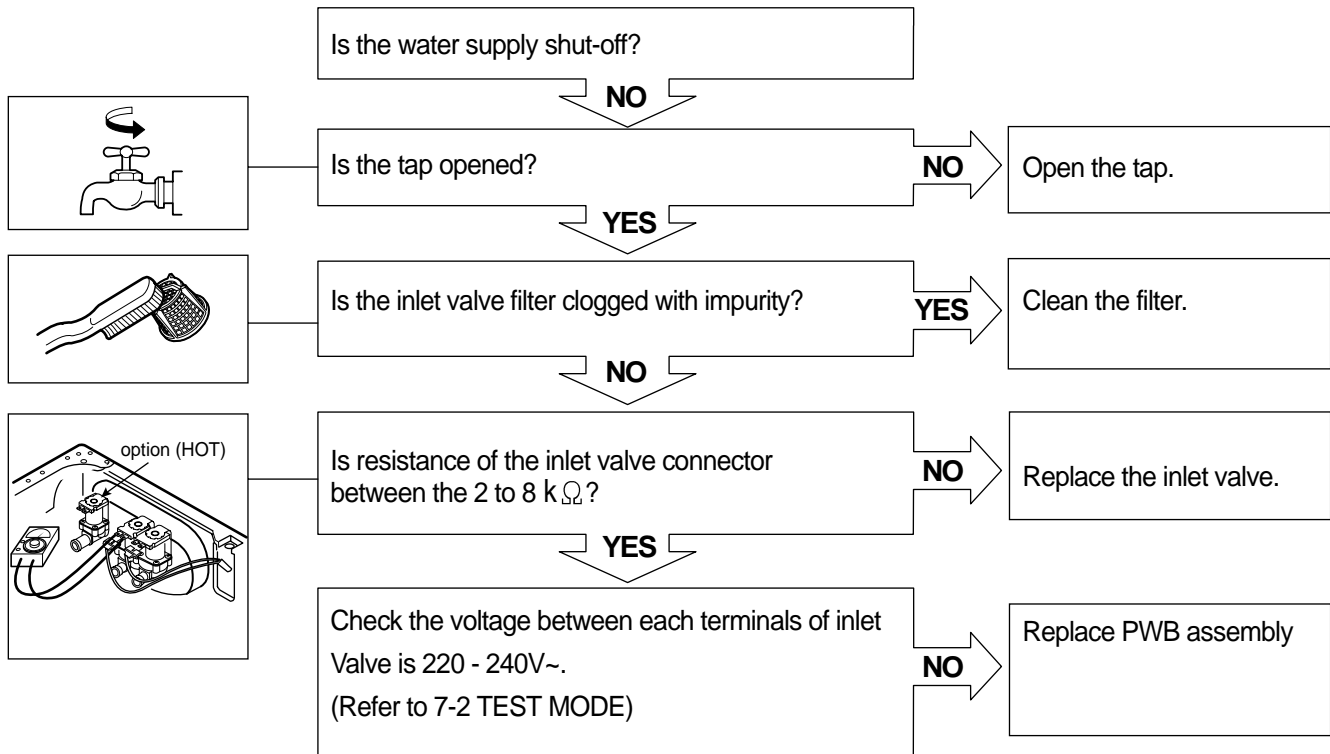 Is the water supply shut-off?
NO
Is the tap opened?
NO
Open the tap.
YES
Is the inlet valve filter clogged with impurity?
YES
Clean the filter.
NO
option (HOT)
Is resistance of the inlet valve connector
between the 2 to 8 k Ω?
NO
Replace the inlet valve.
YES
Check the voltage between each terminals of inlet
Valve is 220 - 240V~.
(Refer to 7-2 TEST MODE)
NO
Replace PWB assembly